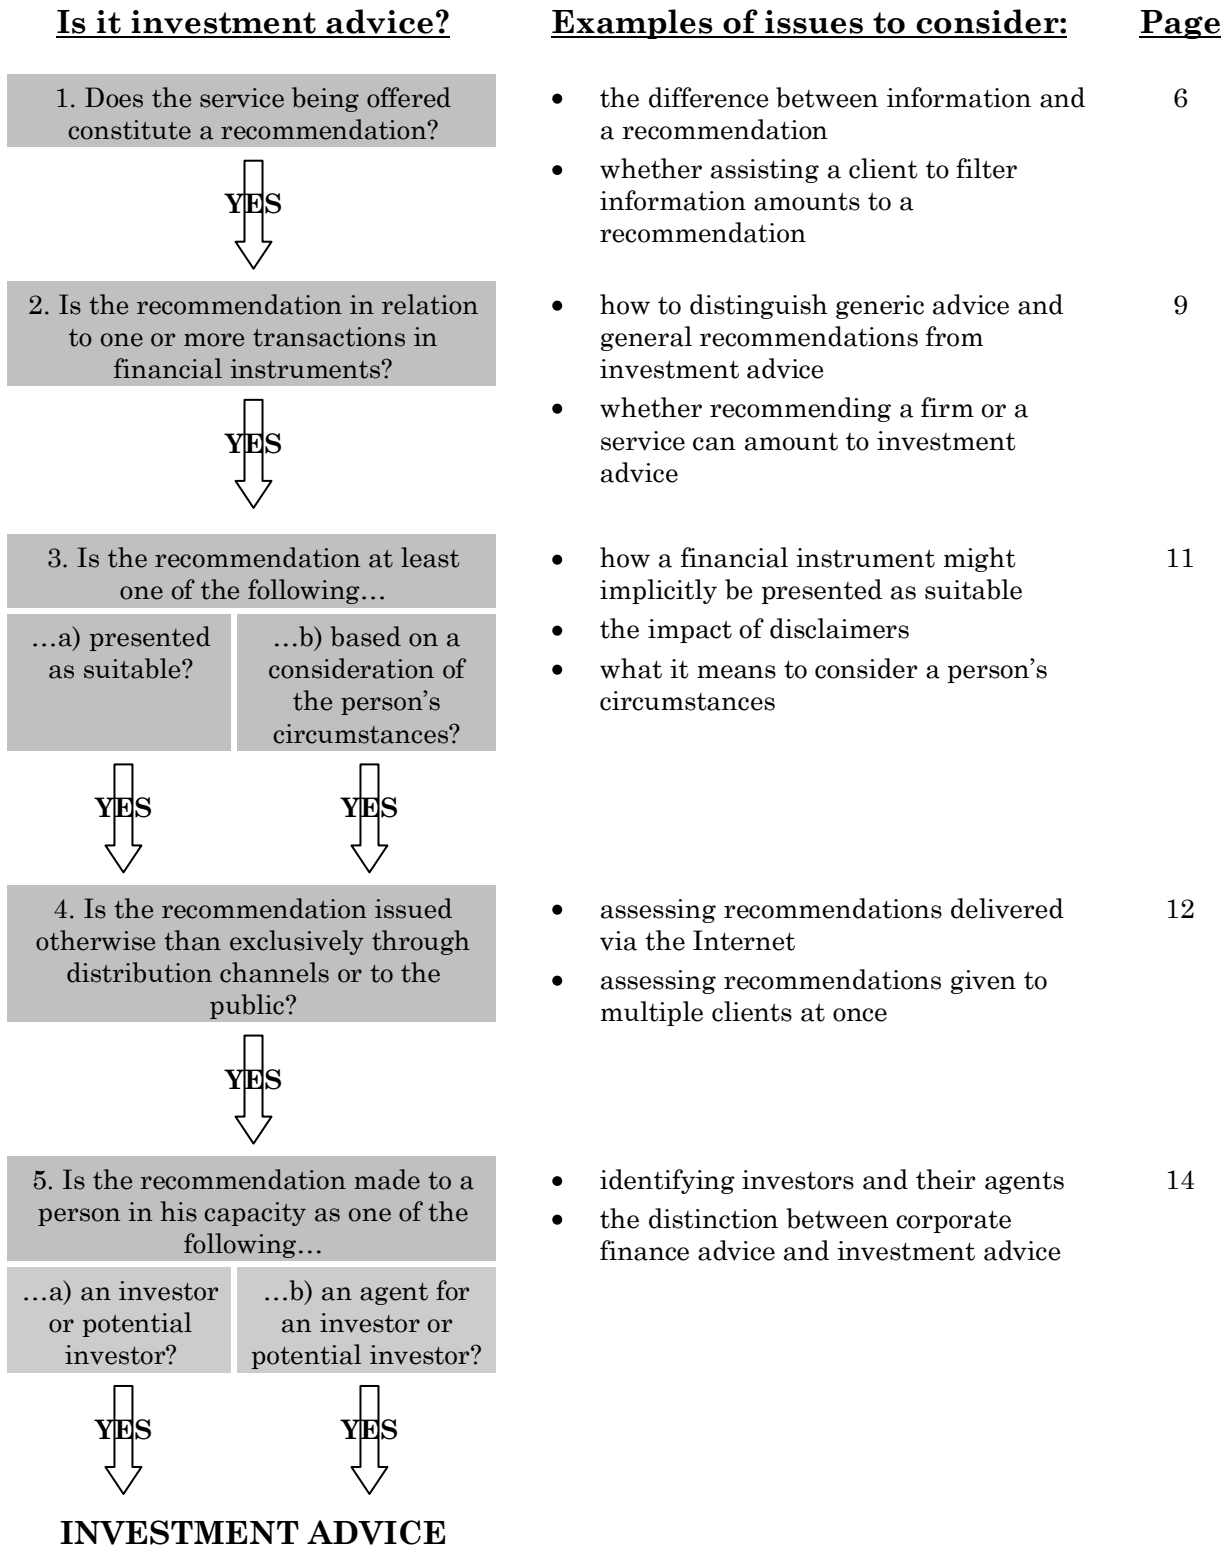 Is it investment advice?
Examples of issues to consider:
Page
1. Does the service being offered
constitute a recommendation?
• the difference between information and
a recommendation
• whether assisting a client to filter
information amounts to a
recommendation
6
YES
2. Is the recommendation in relation
to one or more transactions in
financial instruments?
• how to distinguish generic advice and
general recommendations from
investment advice
• whether recommending a firm or a
service can amount to investment
advice
9
YES
3. Is the recommendation at least
one of the following…
…a) presented
as suitable?
…b) based on a
consideration of
the person’s
circumstances?
• how a financial instrument might
implicitly be presented as suitable
• the impact of disclaimers
• what it means to consider a person’s
circumstances
11
YES
YES
4. Is the recommendation issued
otherwise than exclusively through
distribution channels or to the
public?
• assessing recommendations delivered
via the Internet
• assessing recommendations given to
multiple clients at once
12
YES
5. Is the recommendation made to a
person in his capacity as one of the
following…
…a) an investor
or potential
investor?
…b) an agent for
an investor or
potential investor?
• identifying investors and their agents
• the distinction between corporate
finance advice and investment advice
14
YES
YES
INVESTMENT ADVICE